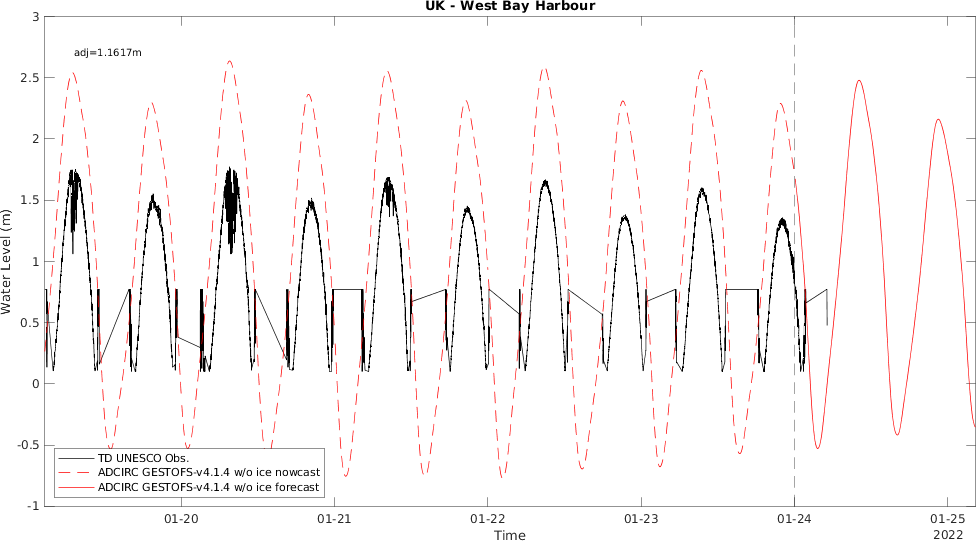 UK - West Bay Harbour
adj=1.1617m
3
2.5
2
1.5
1
0.5
0
-0.5
-1
Water Level (m)
TD UNESCO Obs.
ADCIRC GESTOFS-v4.1.4 w/o ice nowcast
ADCIRC GESTOFS-v4.1.4 w/o ice forecast
01-20 01-21 01-22 01-23 01-24 01-25
Time
2022